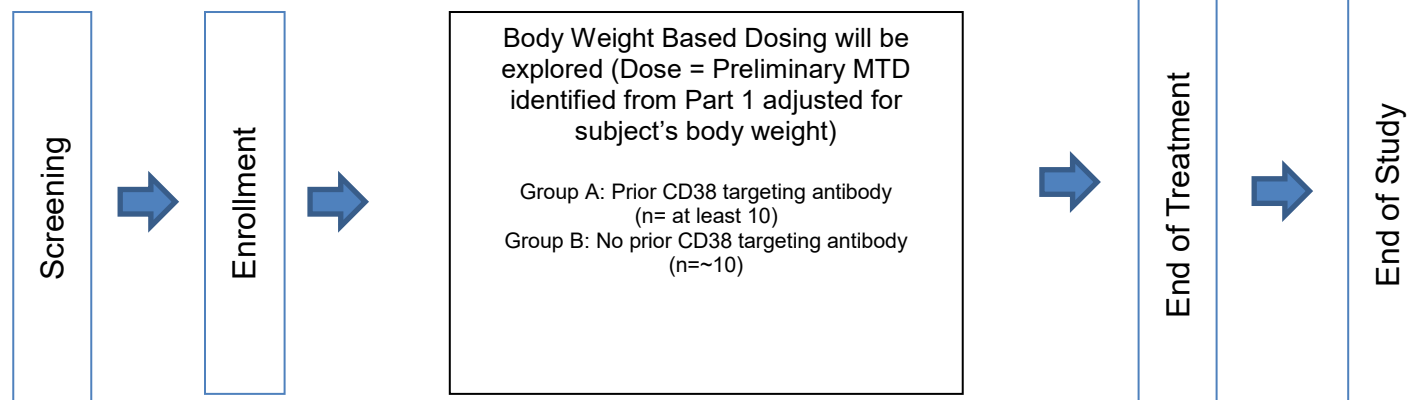 Screening
Enrollment
Body Weight Based Dosing will be
explored (Dose = Preliminary MTD
identified from Part 1 adjusted for
subject’s body weight)
Group A: Prior CD38 targeting antibody
(n= at least 10)
Group B: No prior CD38 targeting antibody
(n=~10)
End of Treatment
End of Study